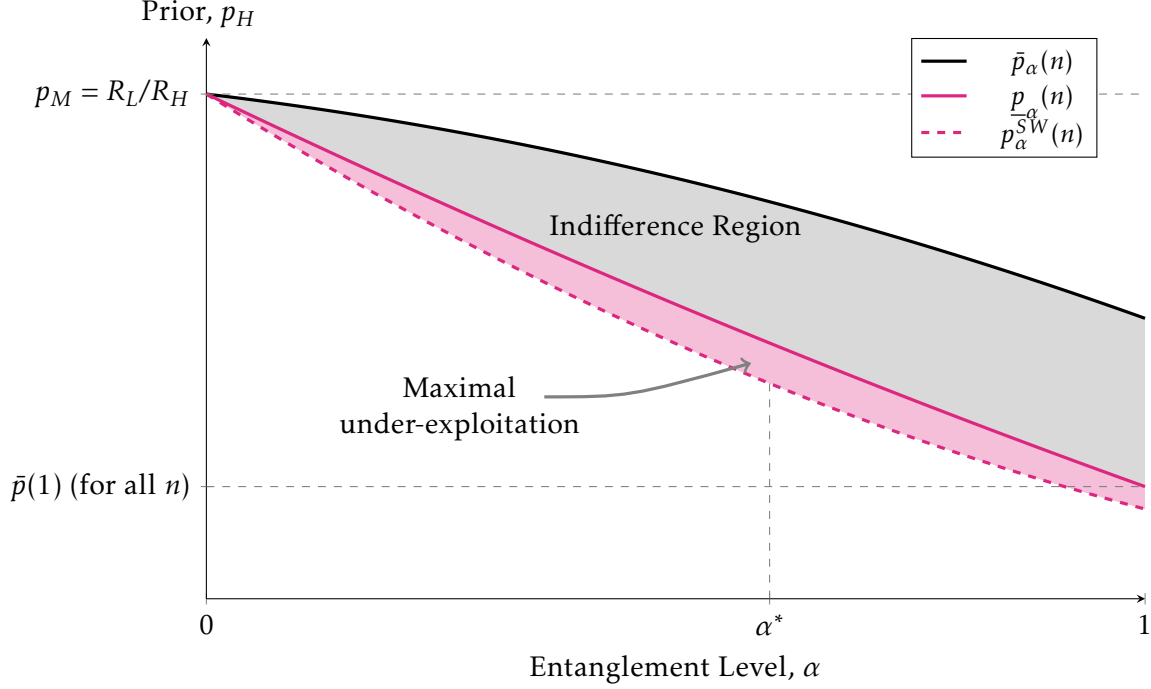 Prior, p_H
p_M = R_L/R_H
p̄_α(n)
p̲_α(n)
p_α^{SW}(n)
Indifference Region
Maximal
under-exploitation
p̄(1) (for all n)
0
α*
1
Entanglement Level, α